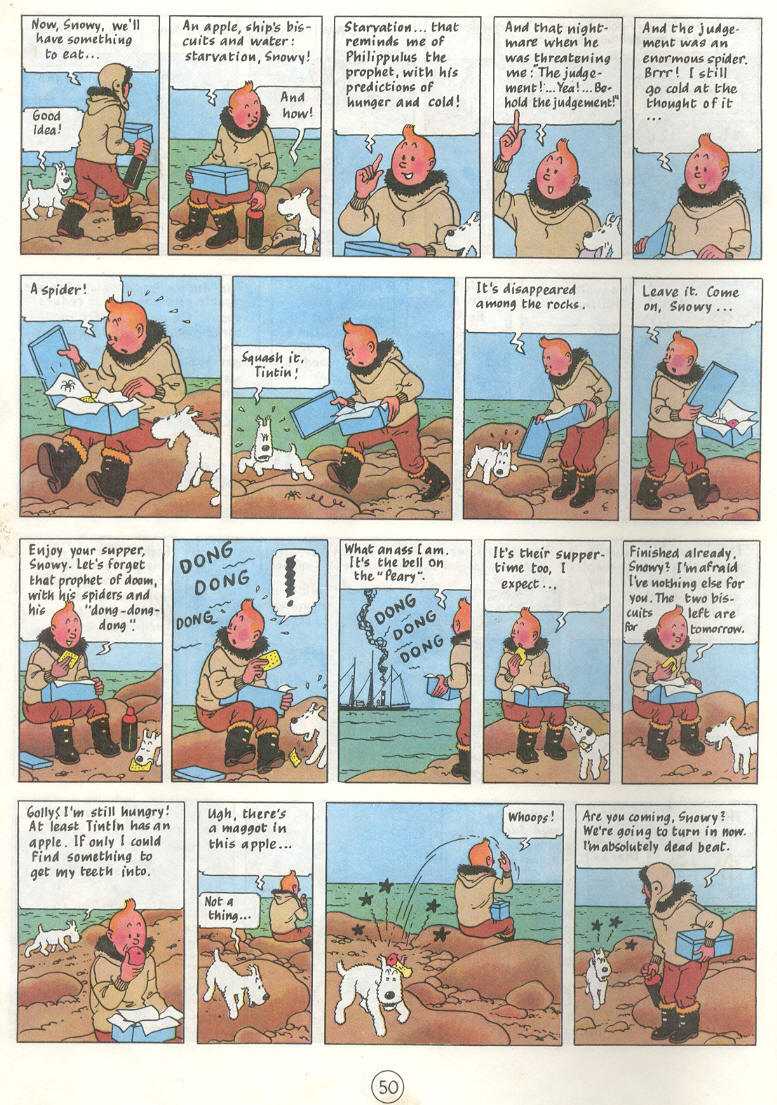 Now, Snowy, we'll
have something
to eat...
Good
idea!
An apple, ship's bis-
cuits and water:
starvation, Snowy!
And
how!
Starvation... that
reminds me of
Philippulus the
prophet, with his
predictions of
hunger and cold!
And that night-
mare when he
was threatening
me: "The judge-
ment!...Yea!...Be-
hold the judgement!"
And the judge-
ment was an
enormous spider.
Brrr! I still
go cold at the
thought of it
...
A spider!
Squash it,
Tintin!
It's disappeared
among the rocks.
Leave it. Come
on, Snowy...
Enjoy your supper,
Snowy. Let's forget
that prophet of doom,
with his spiders and
his "dong-dong-
dong".
DONG
DONG
DONG
!
What an ass I am.
It's the bell on
the "Peary".
DONG
DONG
DONG
It's their supper-
time too, I
expect...
Finished already,
Snowy? I'm afraid
I've nothing else for
you. The two bis-
cuits left are
for tomorrow.
Golly! I'm still hungry!
At least Tintin has an
apple. If only I could
find something to
get my teeth into.
Ugh, there's
a maggot in
this apple...
Not a
thing...
Whoops!
Are you coming, Snowy?
We're going to turn in now.
I'm absolutely dead beat.
50